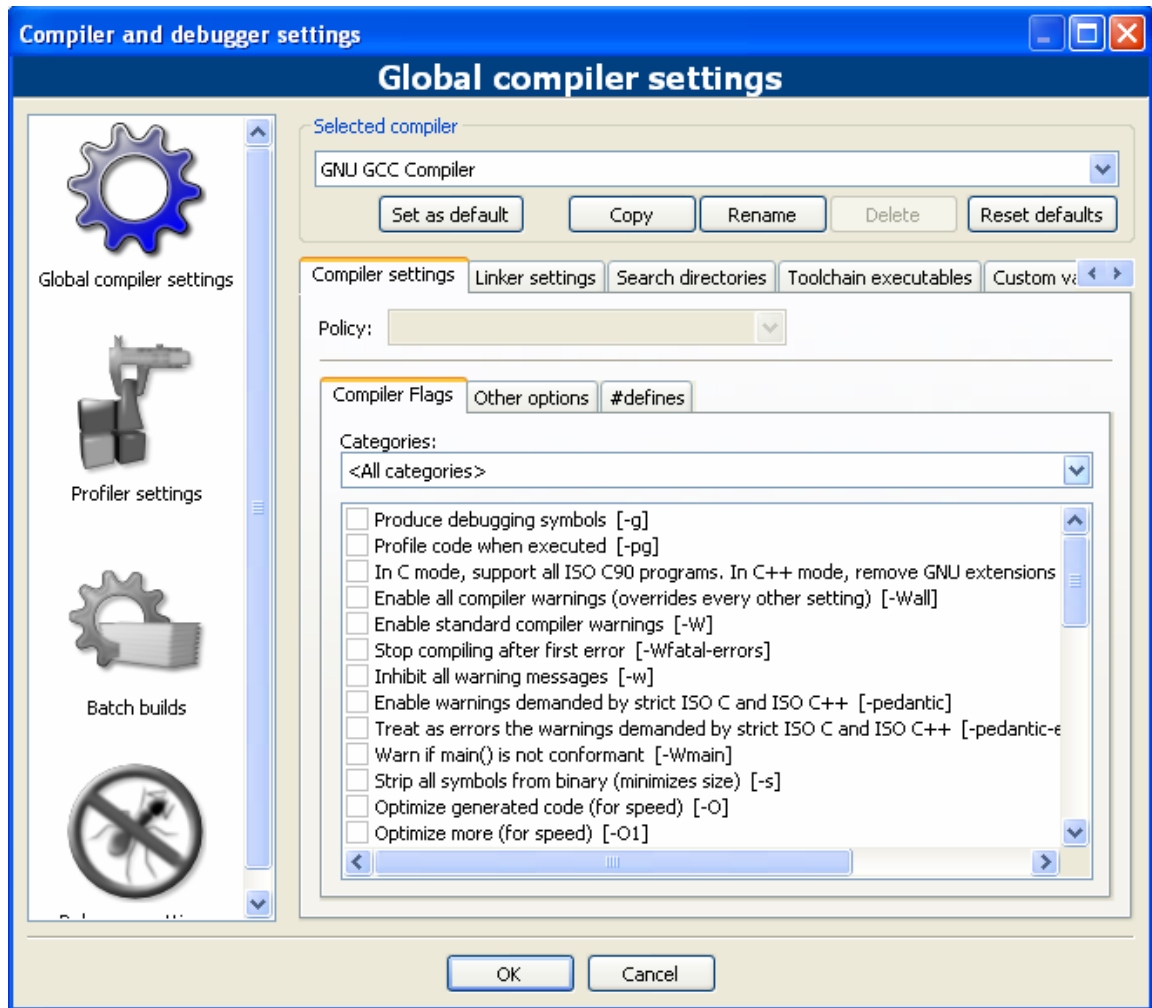 Compiler and debugger settings
Global compiler settings
Global compiler settings
Profiler settings
Batch builds
Selected compiler
GNU GCC Compiler
Set as default Copy Rename Delete Reset defaults
Compiler settings Linker settings Search directories Toolchain executables Custom
Policy:
Compiler Flags Other options #defines
Categories:
<All categories>
Produce debugging symbols [-g]
Profile code when executed [-pg]
In C mode, support all ISO C90 programs. In C++ mode, remove GNU extensions
Enable all compiler warnings (overrides every other setting) [-Wall]
Enable standard compiler warnings [-W]
Stop compiling after first error [-Wfatal-errors]
Inhibit all warning messages [-w]
Enable warnings demanded by strict ISO C and ISO C++ [-pedantic]
Treat as errors the warnings demanded by strict ISO C and ISO C++ [-pedantic-e
Warn if main() is not conformant [-Wmain]
Strip all symbols from binary (minimizes size) [-s]
Optimize generated code (for speed) [-O]
Optimize more (for speed) [-O1]
OK Cancel